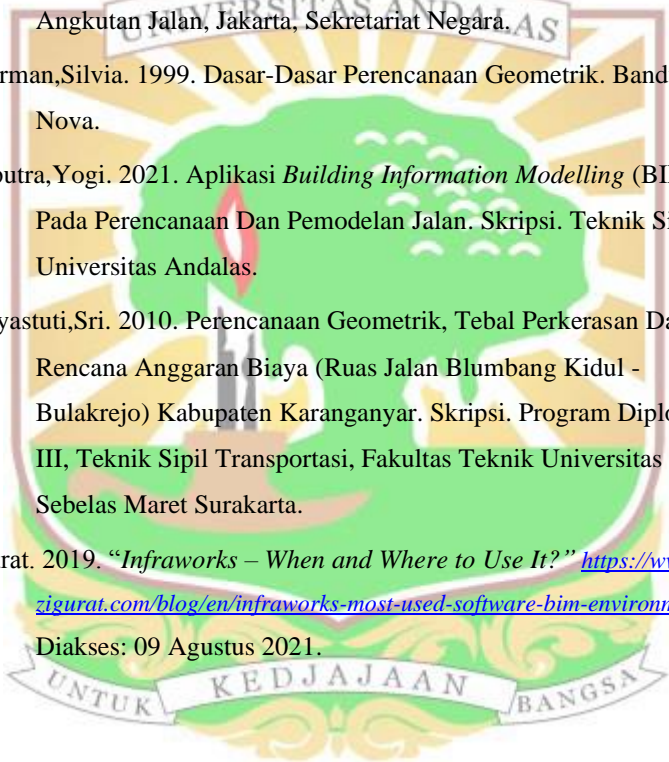 UNIVERSITAS ANDALAS
Angkutan Jalan, Jakarta, Sekretariat Negara.
rman,Silvia. 1999. Dasar-Dasar Perencanaan Geometrik. Band
Nova.
utra,Yogi. 2021. Aplikasi Building Information Modelling (BI
Pada Perencanaan Dan Pemodelan Jalan. Skripsi. Teknik Si
Universitas Andalas.
yastuti,Sri. 2010. Perencanaan Geometrik, Tebal Perkerasan Da
Rencana Anggaran Biaya (Ruas Jalan Blumbang Kidul -
Bulakrejo) Kabupaten Karanganyar. Skripsi. Program Diplo
III, Teknik Sipil Transportasi, Fakultas Teknik Universitas
Sebelas Maret Surakarta.
rat. 2019. “Infraworks – When and Where to Use It?” https://ww
zigurat.com/blog/en/infraworks-most-used-software-bim-environm
Diakses: 09 Agustus 2021.
UNTUK KEDJAJAAN BANGSA